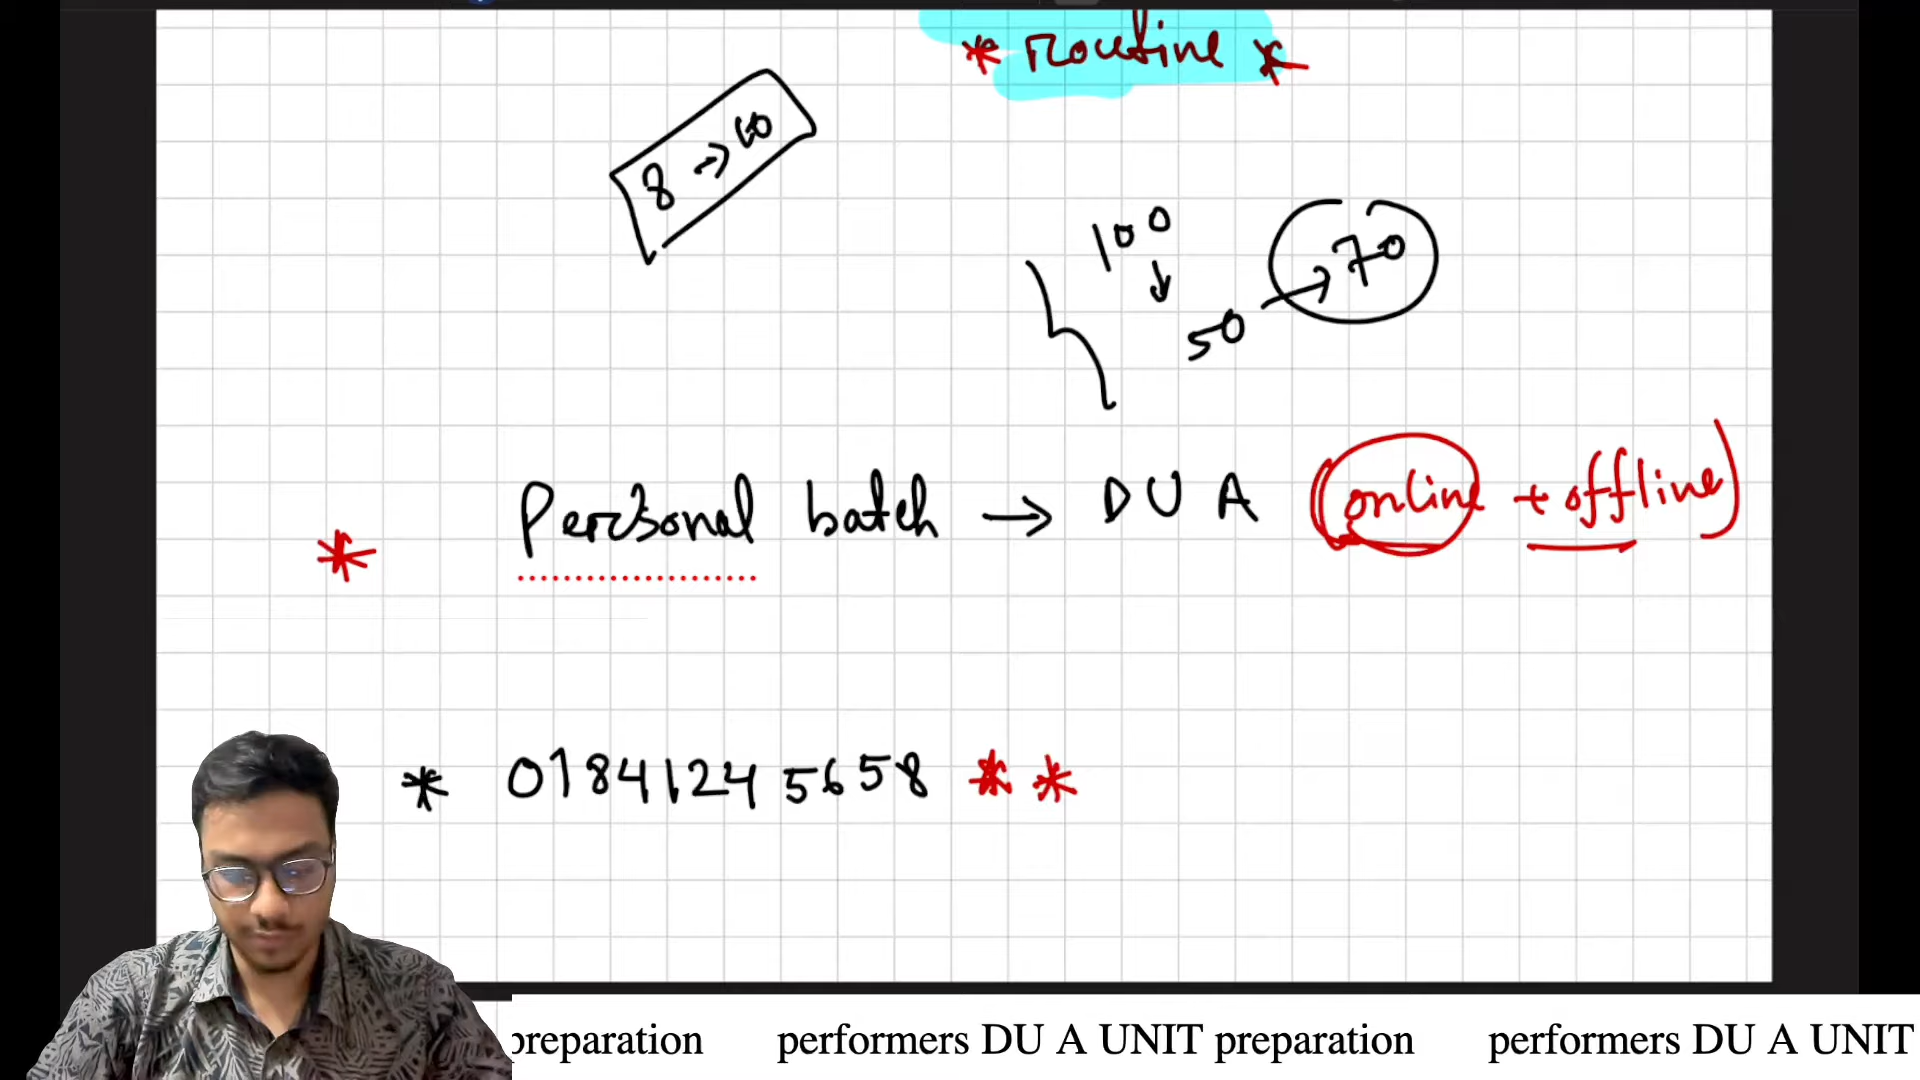 * Routine *
8 → 10
100
↓
50 → 70
* Personal batch → DU A (online + offline)
* 01841245658 * *
preparation performers DU A UNIT preparation performers DU A UNIT